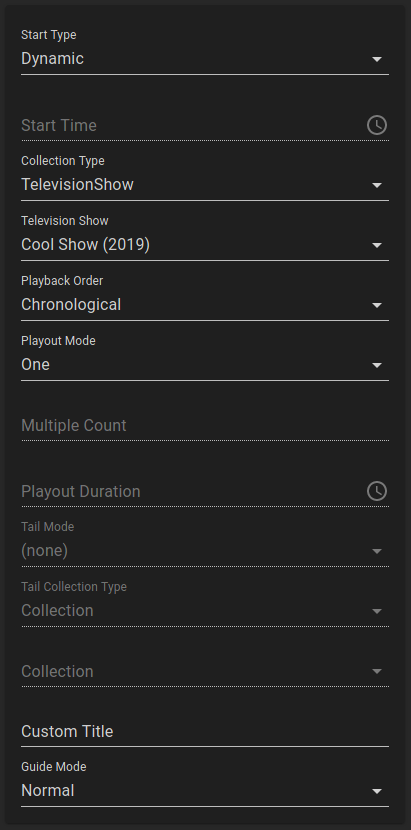 Start Type
Dynamic
Start Time
Collection Type
TelevisionShow
Television Show
Cool Show (2019)
Playback Order
Chronological
Playout Mode
One
Multiple Count
Playout Duration
Tail Mode
(none)
Tail Collection Type
Collection
Collection
Custom Title
Guide Mode
Normal